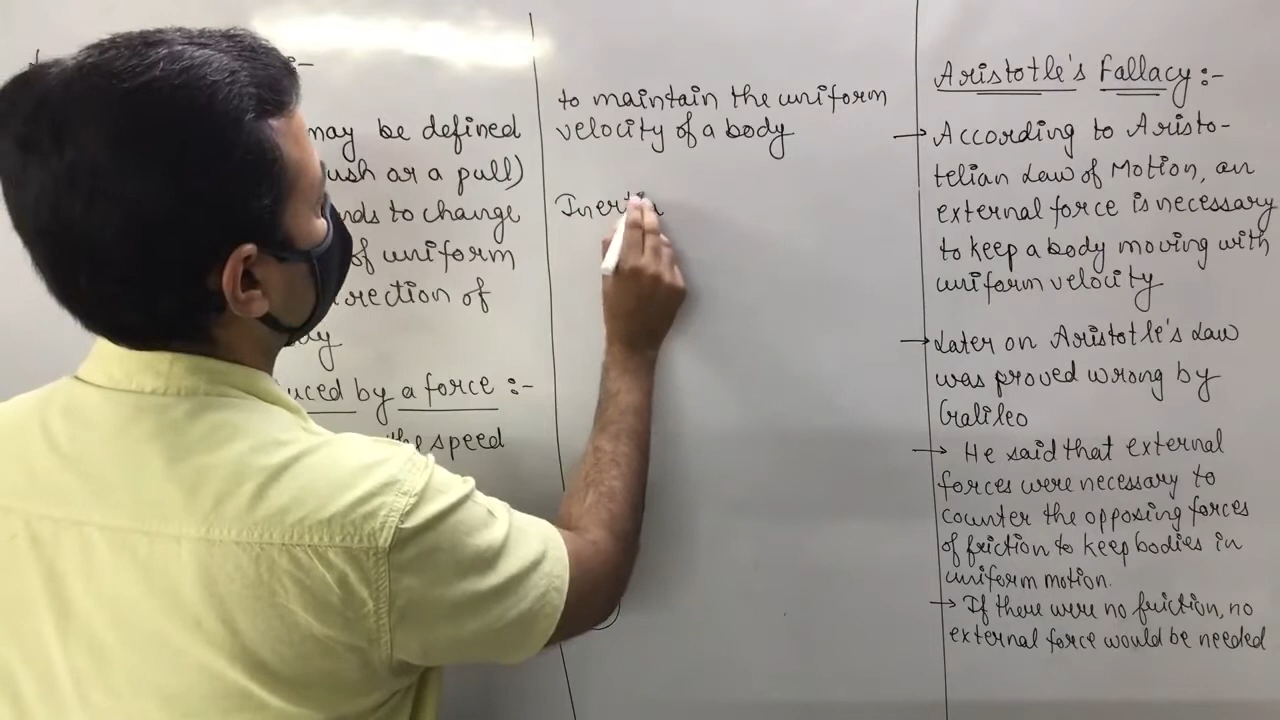 may be defined
ush or a pull)
nds to change
of uniform
rection of
dy
uced by a force :-
the speed
to maintain the uniform
velocity of a body
Inertia
Aristotle's Fallacy :-
→ According to Aristo-
telian Law of Motion, an
external force is necessary
to keep a body moving with
uniform velocity
→ Later on Aristotle's Law
was proved wrong by
Galileo
→ He said that external
forces were necessary to
counter the opposing forces
of friction to keep bodies in
uniform motion.
→ If there were no friction, no
external force would be needed